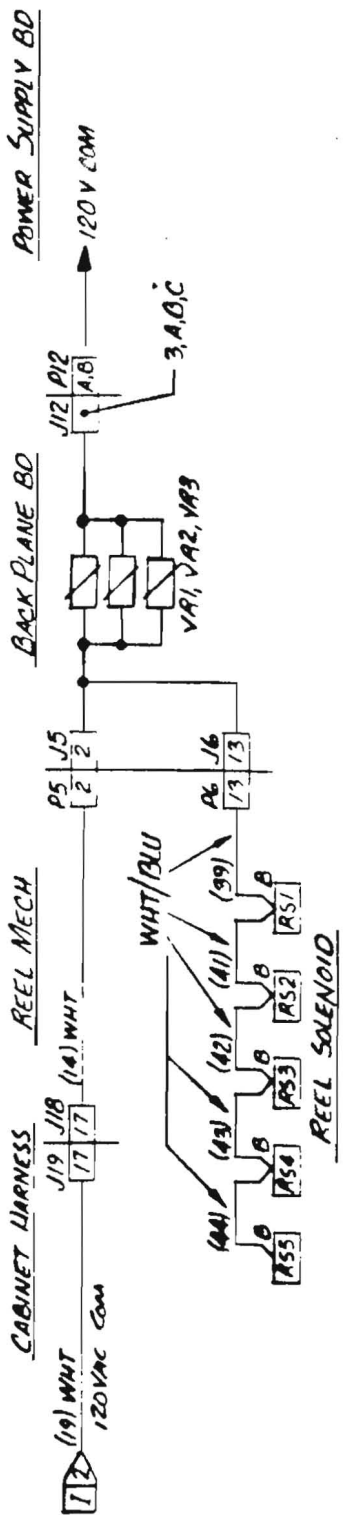 CABINET HARNESS
REEL MECH
BACK PLANE BD
POWER SUPPLY BD
1 2
(19) WHT
120VAC COM
J19 J18
17 17
(14) WHT
P5 J5
2 2
VR1, VR2, VR3
J12 P12
A,B
3,A,B,C
120 V COM
P6 J6
13 13
WHT/BLU
(44) (43) (42) (41) (39)
B B B B B
RS5 RS4 RS3 RS2 RS1
REEL SOLENOID